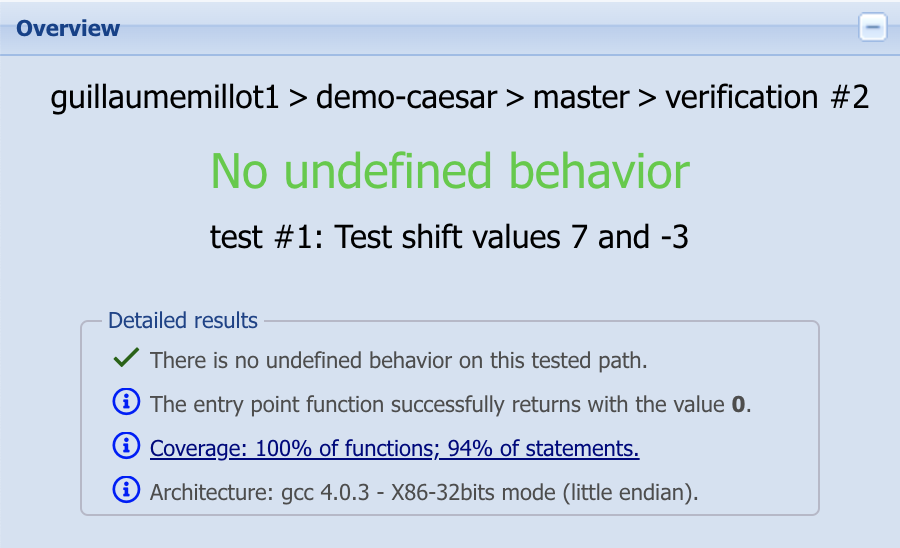 Overview
guillaumemillot1 > demo-caesar > master > verification #2
No undefined behavior
test #1: Test shift values 7 and -3
Detailed results
There is no undefined behavior on this tested path.
The entry point function successfully returns with the value 0.
Coverage: 100% of functions; 94% of statements.
Architecture: gcc 4.0.3 - X86-32bits mode (little endian).